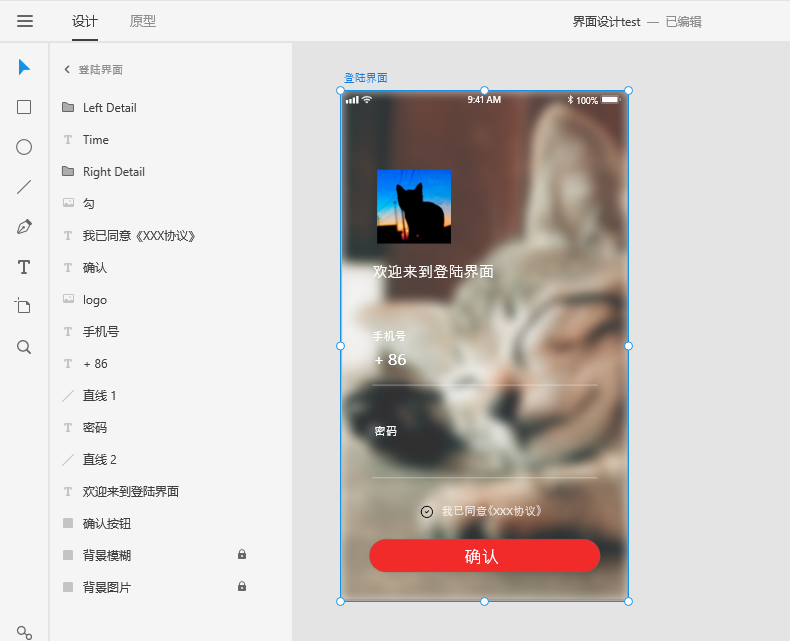 设计
原型
界面设计test — 已编辑
登陆界面
Left Detail
Time
Right Detail
勾
我已同意《XXX协议》
确认
logo
手机号
+ 86
直线 1
密码
直线 2
欢迎来到登陆界面
确认按钮
背景模糊
背景图片
登陆界面
9:41 AM
100%
欢迎来到登陆界面
手机号
+ 86
密码
我已同意《XXX协议》
确认